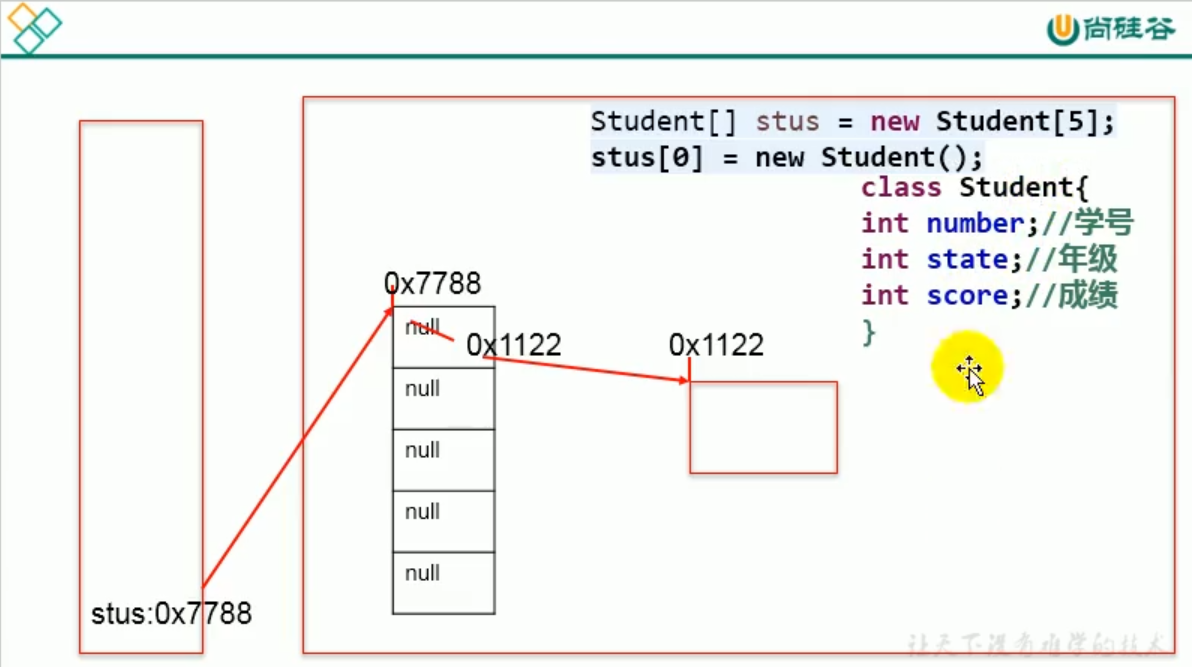 尚硅谷
Student[] stus = new Student[5];
stus[0] = new Student();
class Student{
int number;//学号
int state;//年级
int score;//成绩
}
0x7788
null
0x1122
0x1122
null
null
null
null
stus:0x7788
让天下没有难学的技术